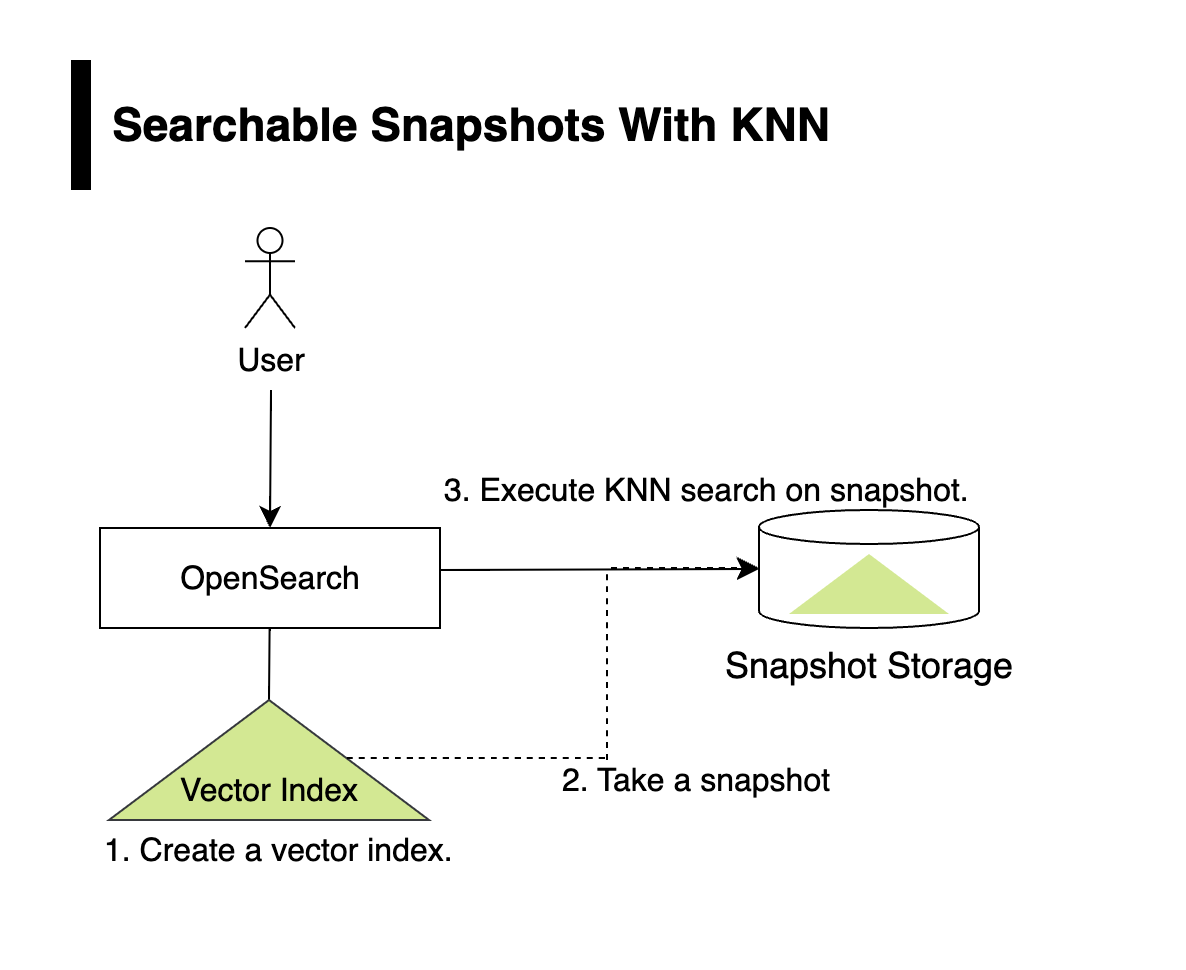 Searchable Snapshots With KNN
User
3. Execute KNN search on snapshot.
OpenSearch
Snapshot Storage
Vector Index
2. Take a snapshot
1. Create a vector index.